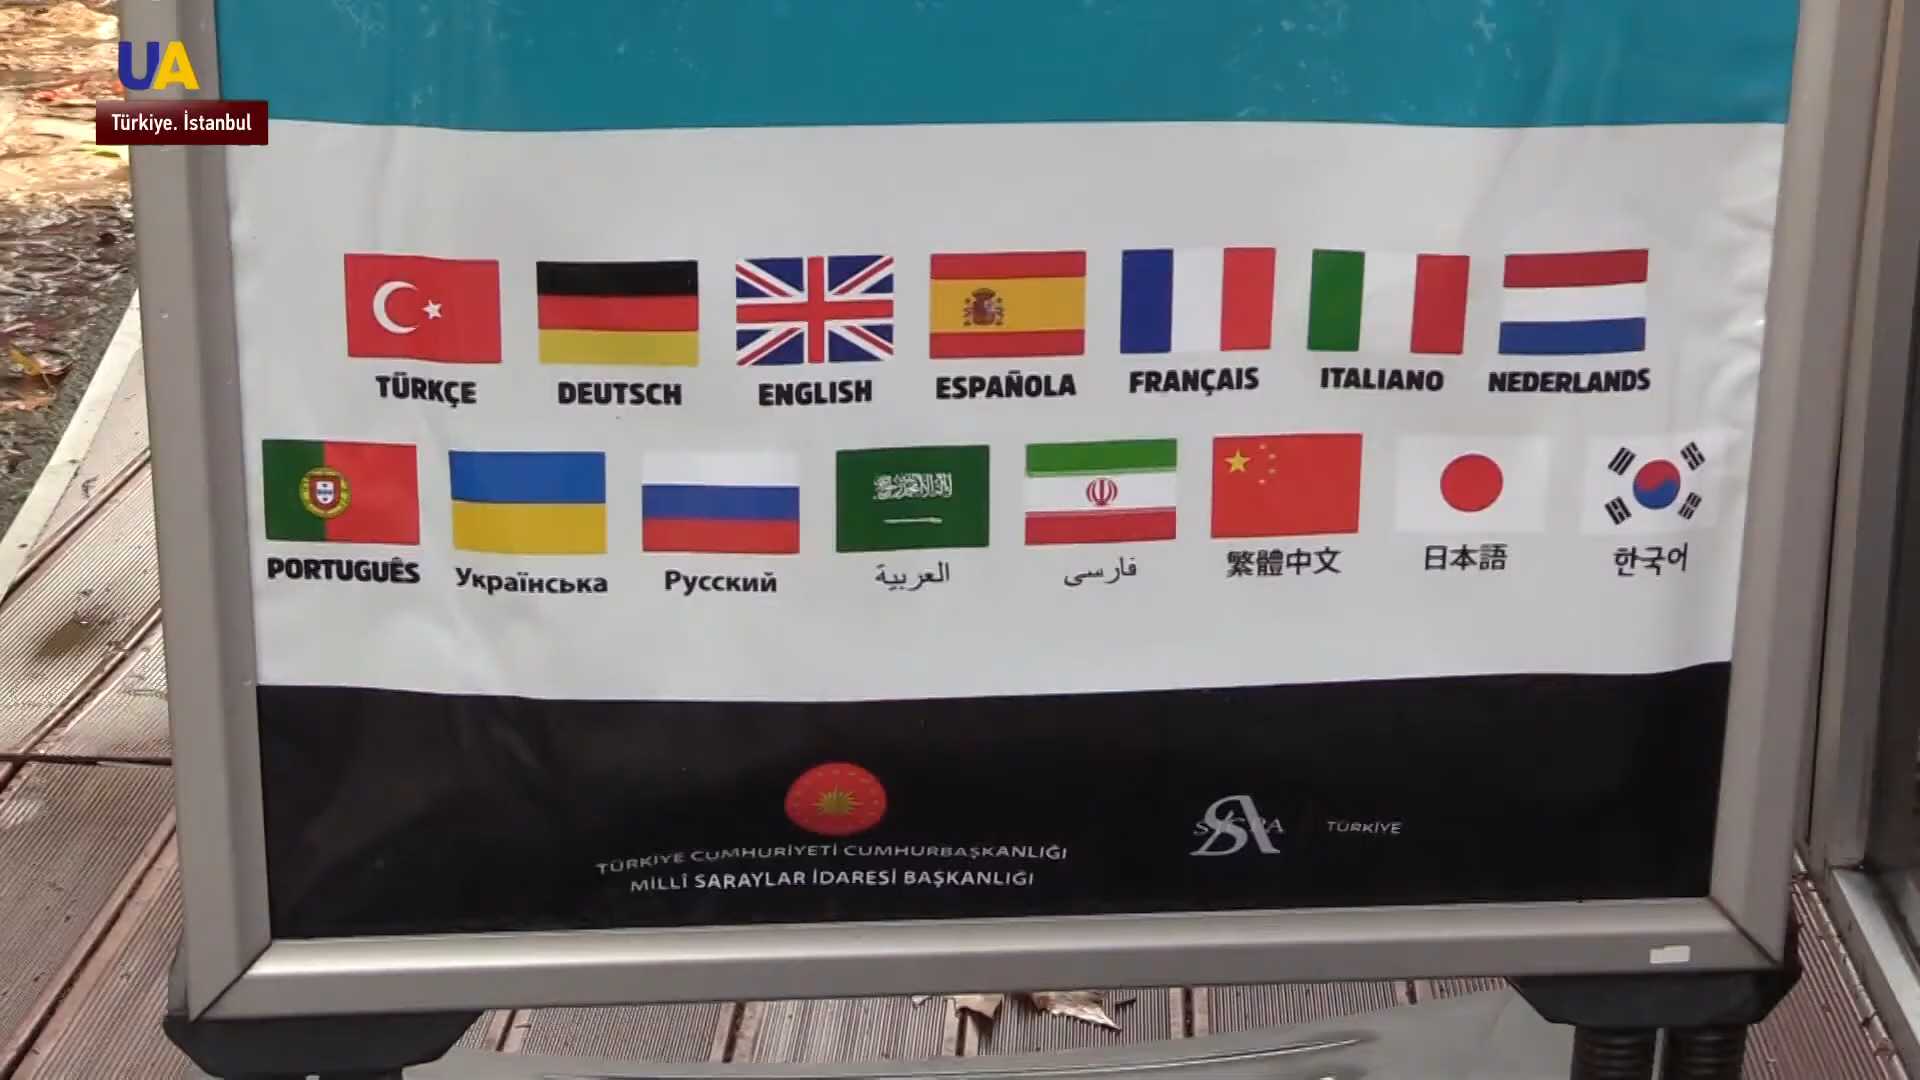 UA
Türkiye. İstanbul
TÜRKÇE DEUTSCH ENGLISH ESPAÑOLA FRANÇAIS ITALIANO NEDERLANDS
PORTUGUÊS Українська Русский العربية فارسی 繁體中文 日本語 한국어
TÜRKİYE CUMHURİYETİ CUMHURBAŞKANLIĞI
MİLLÎ SARAYLAR İDARESİ BAŞKANLIĞI
TÜRKİYE